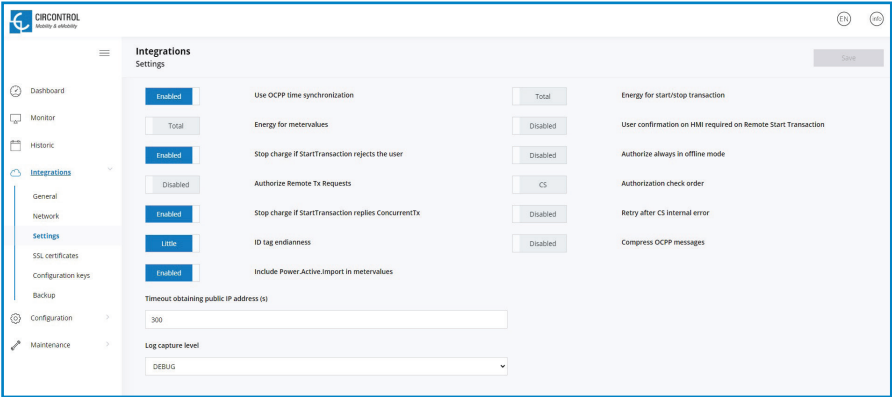 CIRCONTROL
Mobility & eMobility
EN
info
Integrations
Settings
Save
Dashboard
Monitor
Historic
Integrations
General
Network
Settings
SSL certificates
Configuration keys
Backup
Configuration
Maintenance
Enabled Use OCPP time synchronization Total Energy for start/stop transaction
Total Energy for metervalues Disabled User confirmation on HMI required on Remote Start Transaction
Enabled Stop charge if StartTransaction rejects the user Disabled Authorize always in offline mode
Disabled Authorize Remote Tx Requests CS Authorization check order
Enabled Stop charge if StartTransaction replies ConcurrentTx Disabled Retry after CS internal error
Little ID tag endianness Disabled Compress OCPP messages
Enabled Include Power.Active.Import in metervalues
Timeout obtaining public IP address (s)
300
Log capture level
DEBUG